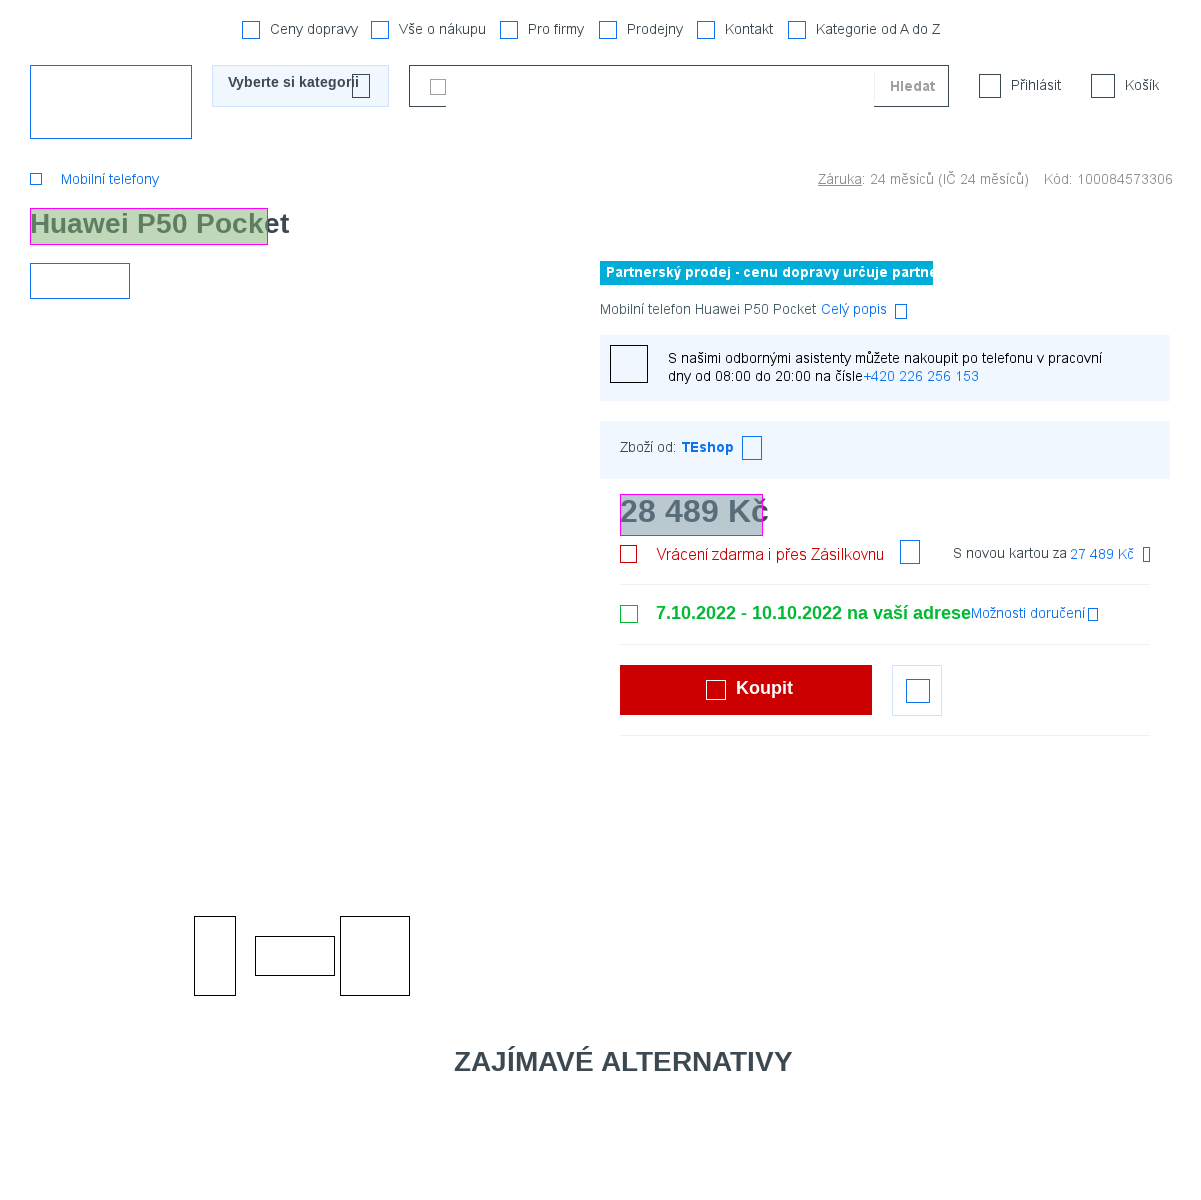 Ceny dopravy Vše o nákupu Pro firmy Prodejny Kontakt Kategorie od A do Z
Vyberte si kategorii Hledat Přihlásit Košík
Mobilní telefony Záruka: 24 měsíců (IČ 24 měsíců) Kód: 100084573306
Huawei P50 Pocket
Partnerský prodej - cenu dopravy určuje
Mobilní telefon Huawei P50 Pocket Celý popis
S našimi odbornými asistenty můžete nakoupit po telefonu v pracovní
dny od 08:00 do 20:00 na čísle+420 226 256 153
Zboží od: TEshop
28 489 Kč
Vrácení zdarma i přes Zásilkovnu S novou kartou za 27 489 Kč
7.10.2022 - 10.10.2022 na vaší adrese Možnosti doručení
Koupit
ZAJÍMAVÉ ALTERNATIVY